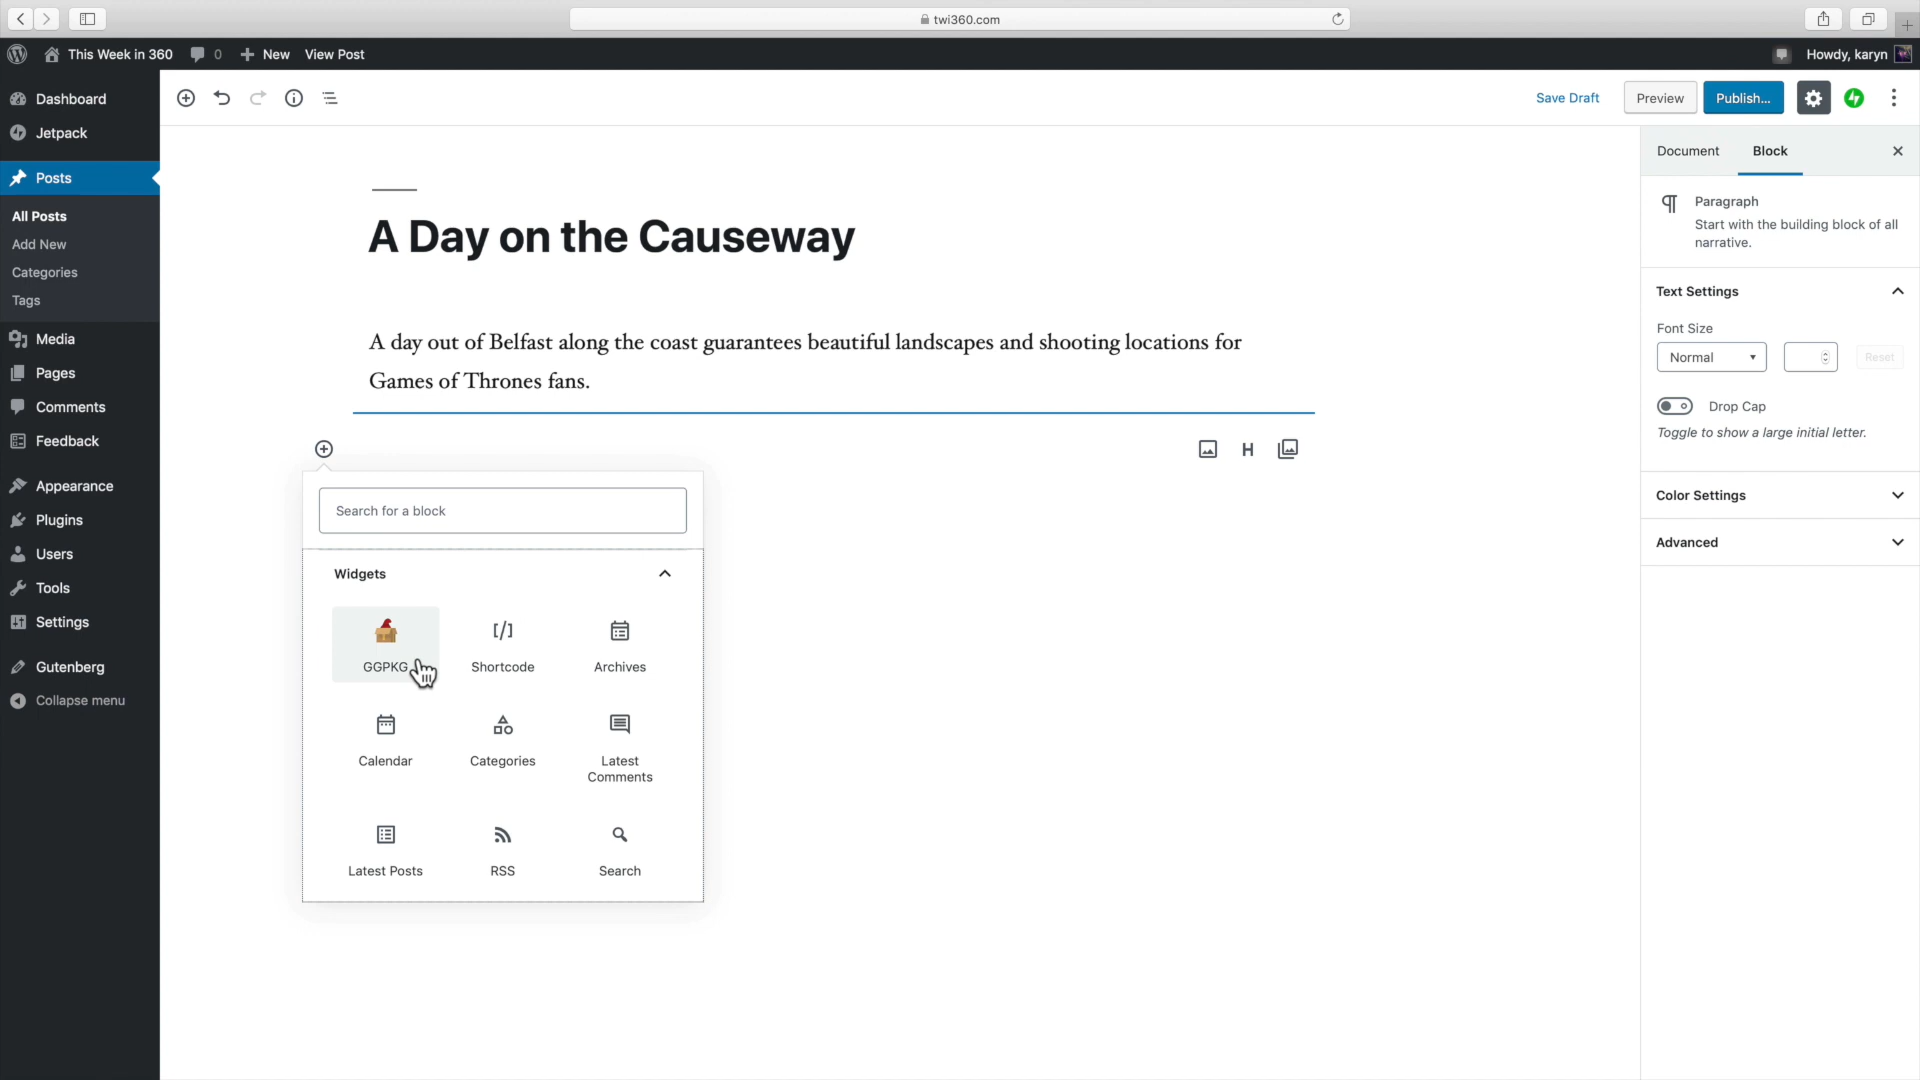 twi360.com
This Week in 360
0
New
View Post
Howdy, karyn
Dashboard
Jetpack
Posts
All Posts
Add New
Categories
Tags
Media
Pages
Comments
Feedback
Appearance
Plugins
Users
Tools
Settings
Gutenberg
Collapse menu
Save Draft
Preview
Publish...
A Day on the Causeway
A day out of Belfast along the coast guarantees beautiful landscapes and shooting locations for
Games of Thrones fans.
H
Search for a block
Widgets
GGPKG
[/]
Shortcode
Archives
Calendar
Categories
Latest
Comments
Latest Posts
RSS
Search
Document
Block
Paragraph
Start with the building block of all
narrative.
Text Settings
Font Size
Normal
Reset
Drop Cap
Toggle to show a large initial letter.
Color Settings
Advanced